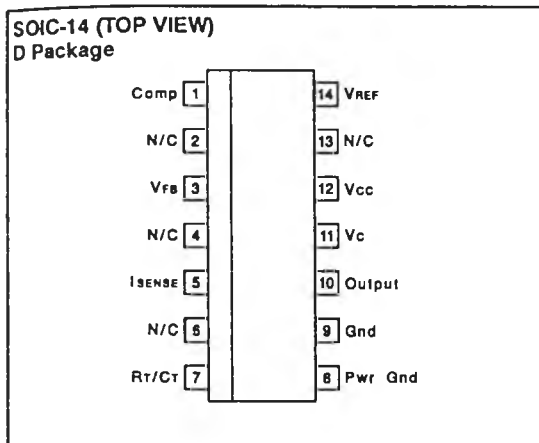 SOIC-14 (TOP VIEW)
D Package
Comp 1 14 VREF
N/C 2 13 N/C
VFB 3 12 Vcc
N/C 4 11 Vc
ISENSE 5 10 Output
N/C 6 9 Gnd
RT/CT 7 8 Pwr Gnd